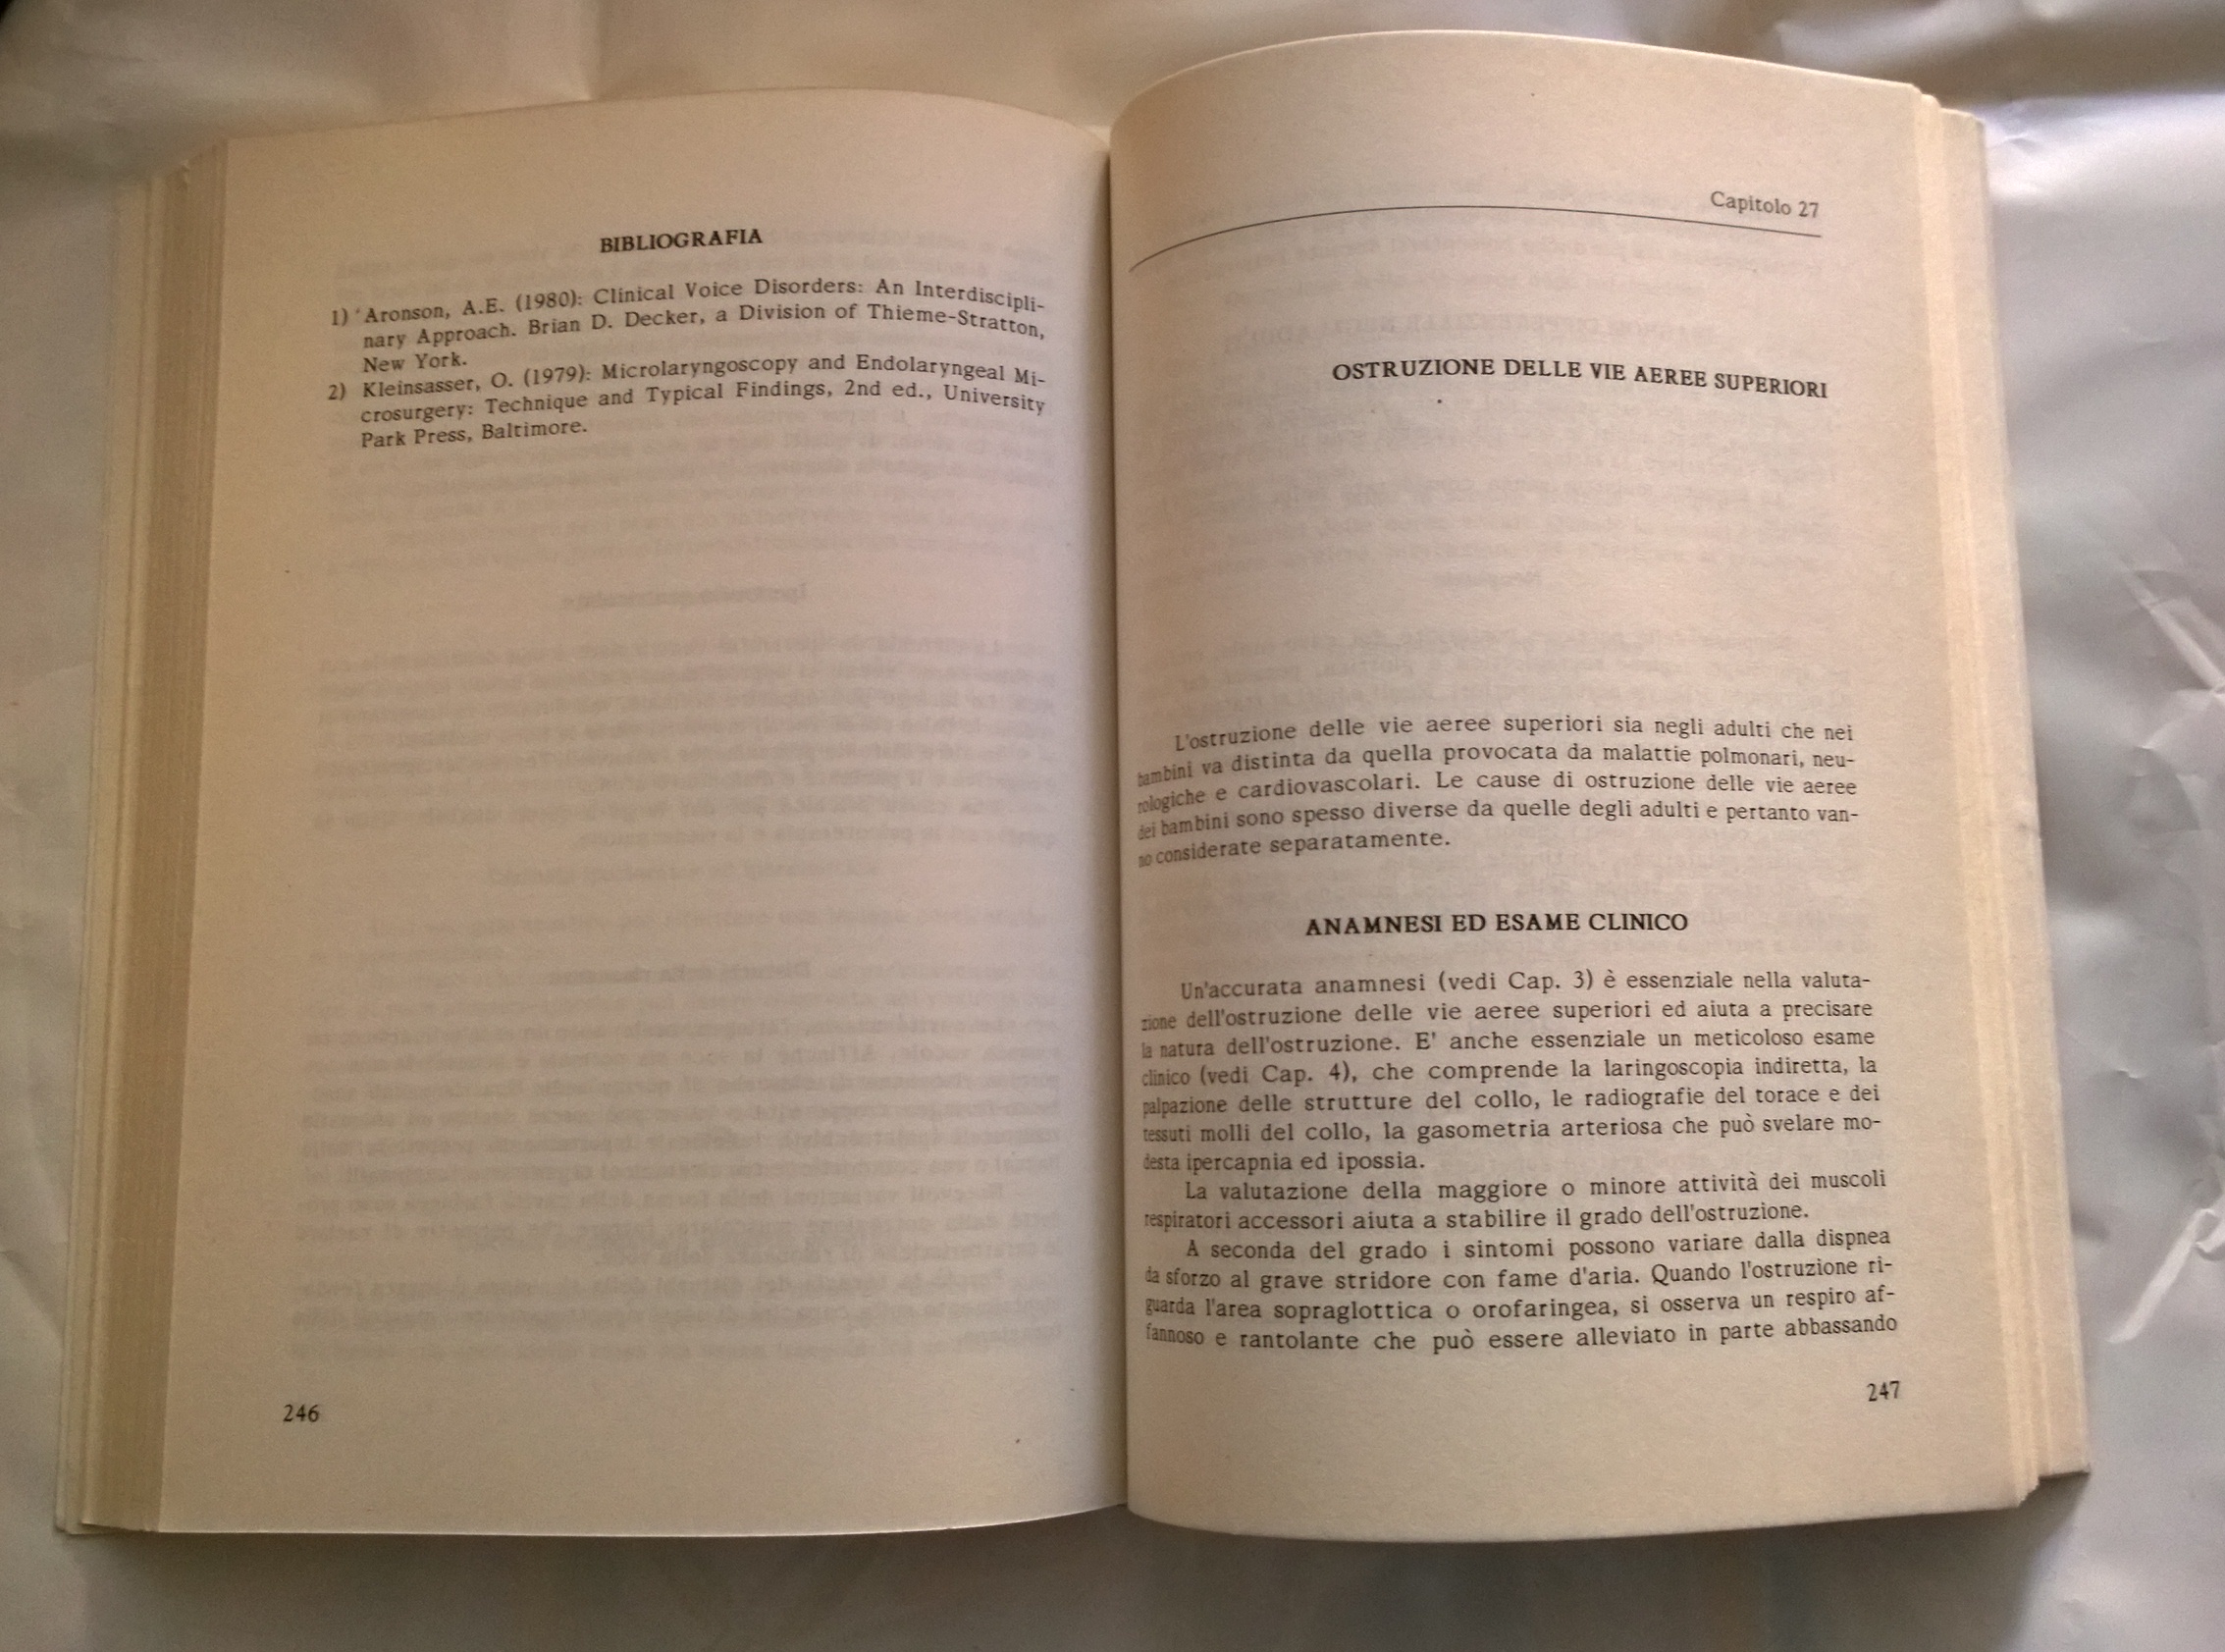 BIBLIOGRAFIA
1) Aronson, A.E. (1980): Clinical Voice Disorders: An Interdiscipli-
nary Approach. Brian D. Decker, a Division of Thieme-Stratton,
New York.
2) Kleinsasser, O. (1979): Microlaryngoscopy and Endolaryngeal Mi-
crosurgery: Technique and Typical Findings, 2nd ed., University
Park Press, Baltimore.
246
Capitolo 27
OSTRUZIONE DELLE VIE AEREE SUPERIORI
L'ostruzione delle vie aeree superiori sia negli adulti che nei
bambini va distinta da quella provocata da malattie polmonari, neu-
rologiche e cardiovascolari. Le cause di ostruzione delle vie aeree
dei bambini sono spesso diverse da quelle degli adulti e pertanto van-
no considerate separatamente.
ANAMNESI ED ESAME CLINICO
Un'accurata anamnesi (vedi Cap. 3) è essenziale nella valuta-
zione dell'ostruzione delle vie aeree superiori ed aiuta a precisare
la natura dell'ostruzione. E' anche essenziale un meticoloso esame
clinico (vedi Cap. 4), che comprende la laringoscopia indiretta, la
palpazione delle strutture del collo, le radiografie del torace e dei
tessuti molli del collo, la gasometria arteriosa che può svelare mo-
desta ipercapnia ed ipossia.
La valutazione della maggiore o minore attività dei muscoli
respiratori accessori aiuta a stabilire il grado dell'ostruzione.
A seconda del grado i sintomi possono variare dalla dispnea
da sforzo al grave stridore con fame d'aria. Quando l'ostruzione ri-
guarda l'area sopraglottica o orofaringea, si osserva un respiro af-
fannoso e rantolante che può essere alleviato in parte abbassando
247